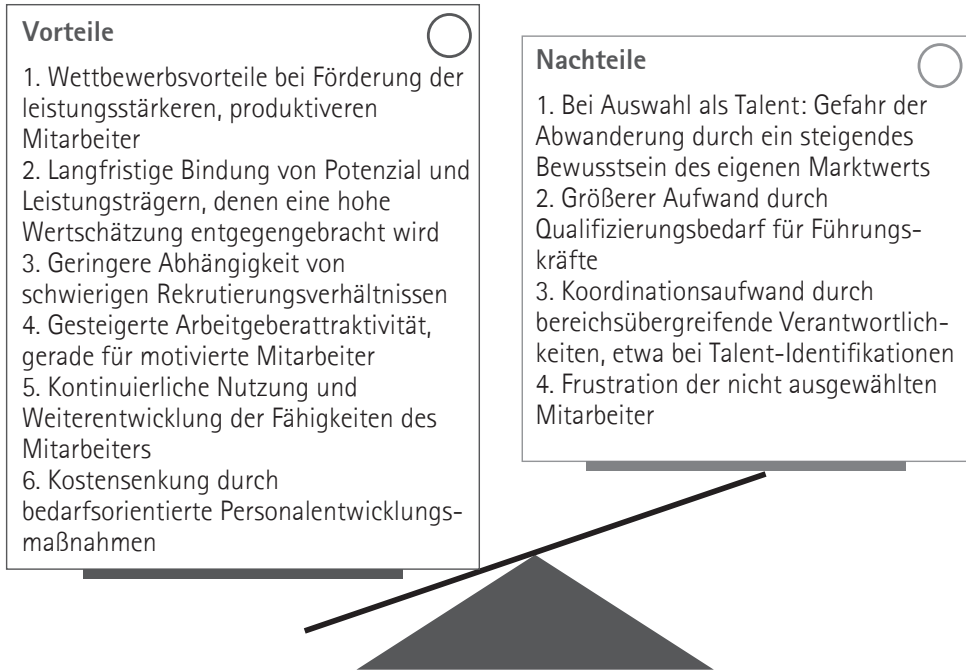 Vorteile
1. Wettbewerbsvorteile bei Förderung der
leistungsstärkeren, produktiveren
Mitarbeiter
2. Langfristige Bindung von Potenzial und
Leistungsträgern, denen eine hohe
Wertschätzung entgegengebracht wird
3. Geringere Abhängigkeit von
schwierigen Rekrutierungsverhältnissen
4. Gesteigerte Arbeitgeberattraktivität,
gerade für motivierte Mitarbeiter
5. Kontinuierliche Nutzung und
Weiterentwicklung der Fähigkeiten des
Mitarbeiters
6. Kostensenkung durch
bedarfsorientierte Personalentwicklungs-
maßnahmen
Nachteile
1. Bei Auswahl als Talent: Gefahr der
Abwanderung durch ein steigendes
Bewusstsein des eigenen Marktwerts
2. Größerer Aufwand durch
Qualifizierungsbedarf für Führungs-
kräfte
3. Koordinationsaufwand durch
bereichsübergreifende Verantwortlich-
keiten, etwa bei Talent-Identifikationen
4. Frustration der nicht ausgewählten
Mitarbeiter